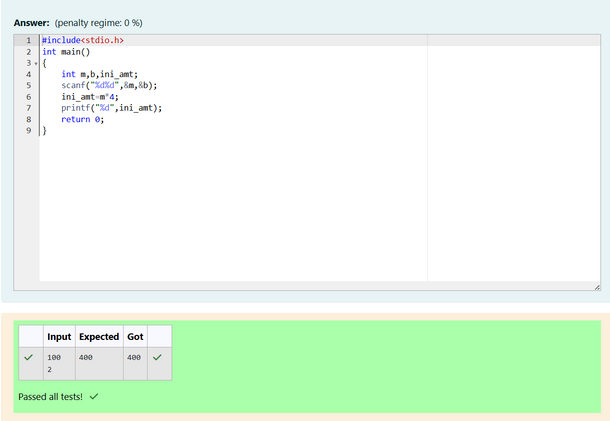 Answer: (penalty regime: 0 %)
1 #include<stdio.h>
2 int main()
3 {
4 int m,b,ini_amt;
5 scanf("%d%d",&m,&b);
6 ini_amt=m*4;
7 printf("%d",ini_amt);
8 return 0;
9 }
Input Expected Got
100 400 400
2
Passed all tests!